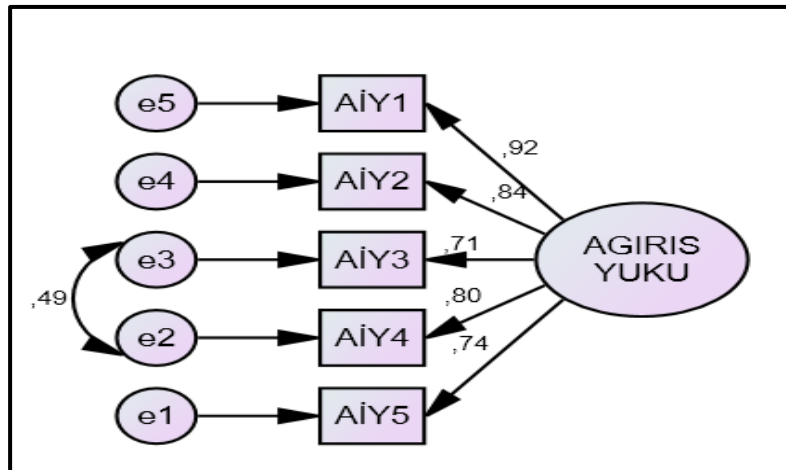 e5
AİY1
,92
e4
AİY2
,84
e3
AİY3
,71
AGIRIS
YUKU
,49
,80
e2
AİY4
,74
e1
AİY5